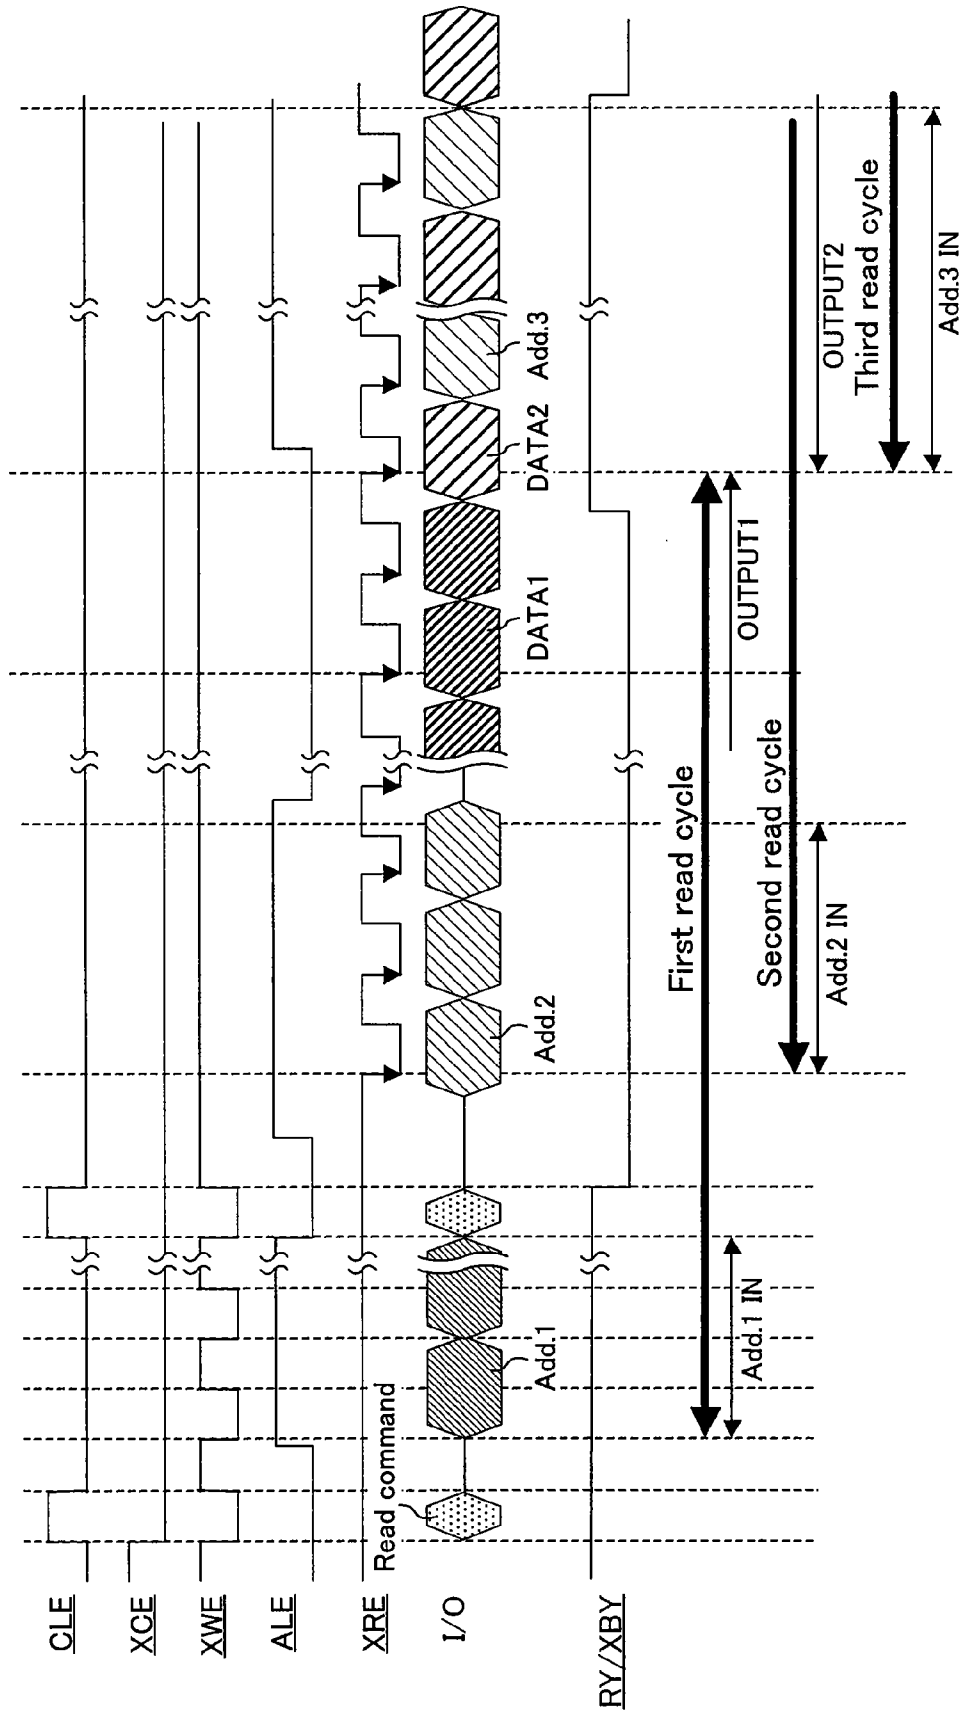 CLE
XCE
XWE
ALE
XRE
I/O
RY/XBY
Read command
Add.1
Add.2
DATA1
DATA2
Add.3
First read cycle
Add.1 IN
OUTPUT1
Second read cycle
Add.2 IN
OUTPUT2
Third read cycle
Add.3 IN